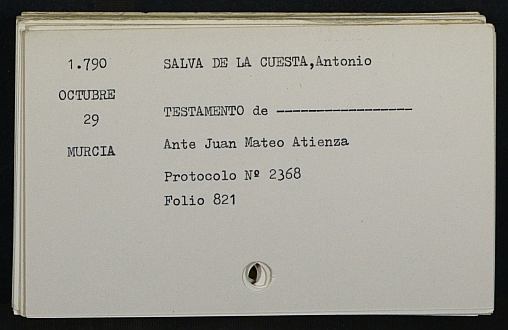 1.790 SALVA DE LA CUESTA,Antonio
OCTUBRE
29 TESTAMENTO de -----------------
MURCIA Ante Juan Mateo Atienza
Protocolo Nº 2368
Folio 821